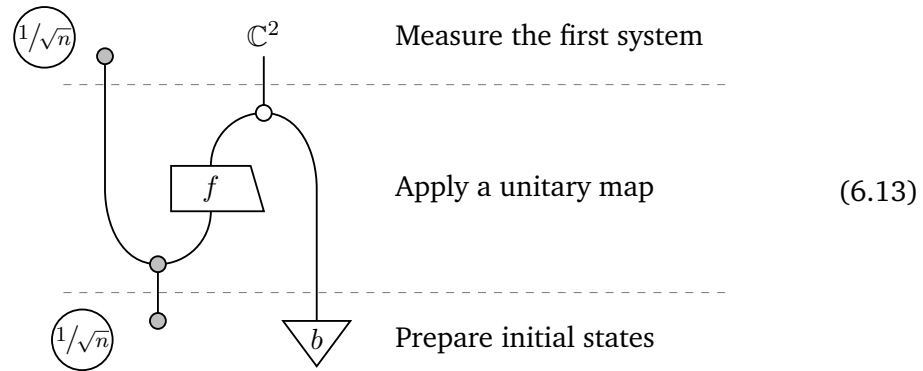 1/√n
ℂ²
Measure the first system
f
Apply a unitary map
(6.13)
1/√n
b
Prepare initial states